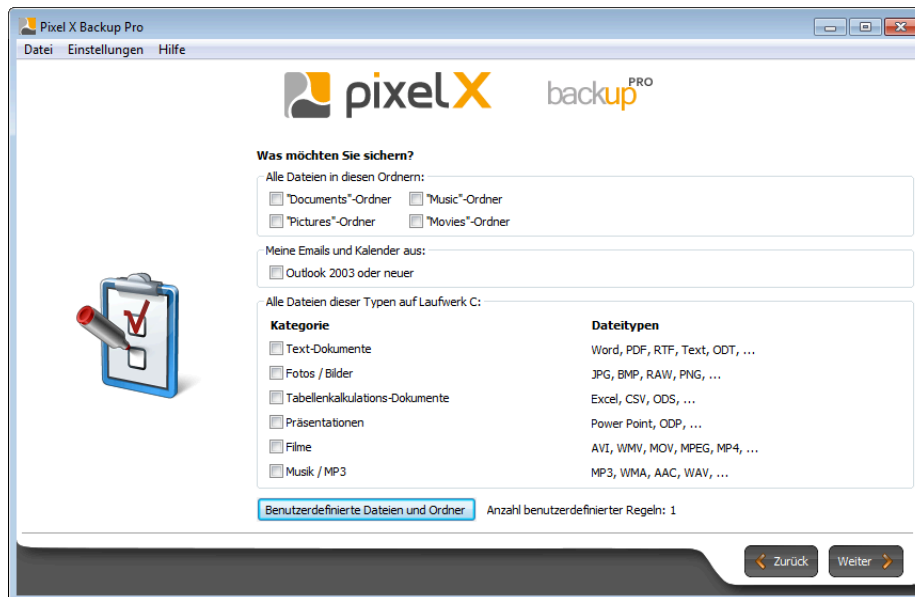 Pixel X Backup Pro
Datei Einstellungen Hilfe
pixelX backup PRO
Was möchten Sie sichern?
Alle Dateien in diesen Ordnern:
"Documents"-Ordner "Music"-Ordner
"Pictures"-Ordner "Movies"-Ordner
Meine Emails und Kalender aus:
Outlook 2003 oder neuer
Alle Dateien dieser Typen auf Laufwerk C:
Kategorie Dateitypen
Text-Dokumente Word, PDF, RTF, Text, ODT, ...
Fotos / Bilder JPG, BMP, RAW, PNG, ...
Tabellenkalkulations-Dokumente Excel, CSV, ODS, ...
Präsentationen Power Point, ODP, ...
Filme AVI, WMV, MOV, MPEG, MP4, ...
Musik / MP3 MP3, WMA, AAC, WAV, ...
Benutzerdefinierte Dateien und Ordner Anzahl benutzerdefinierter Regeln: 1
Zurück Weiter